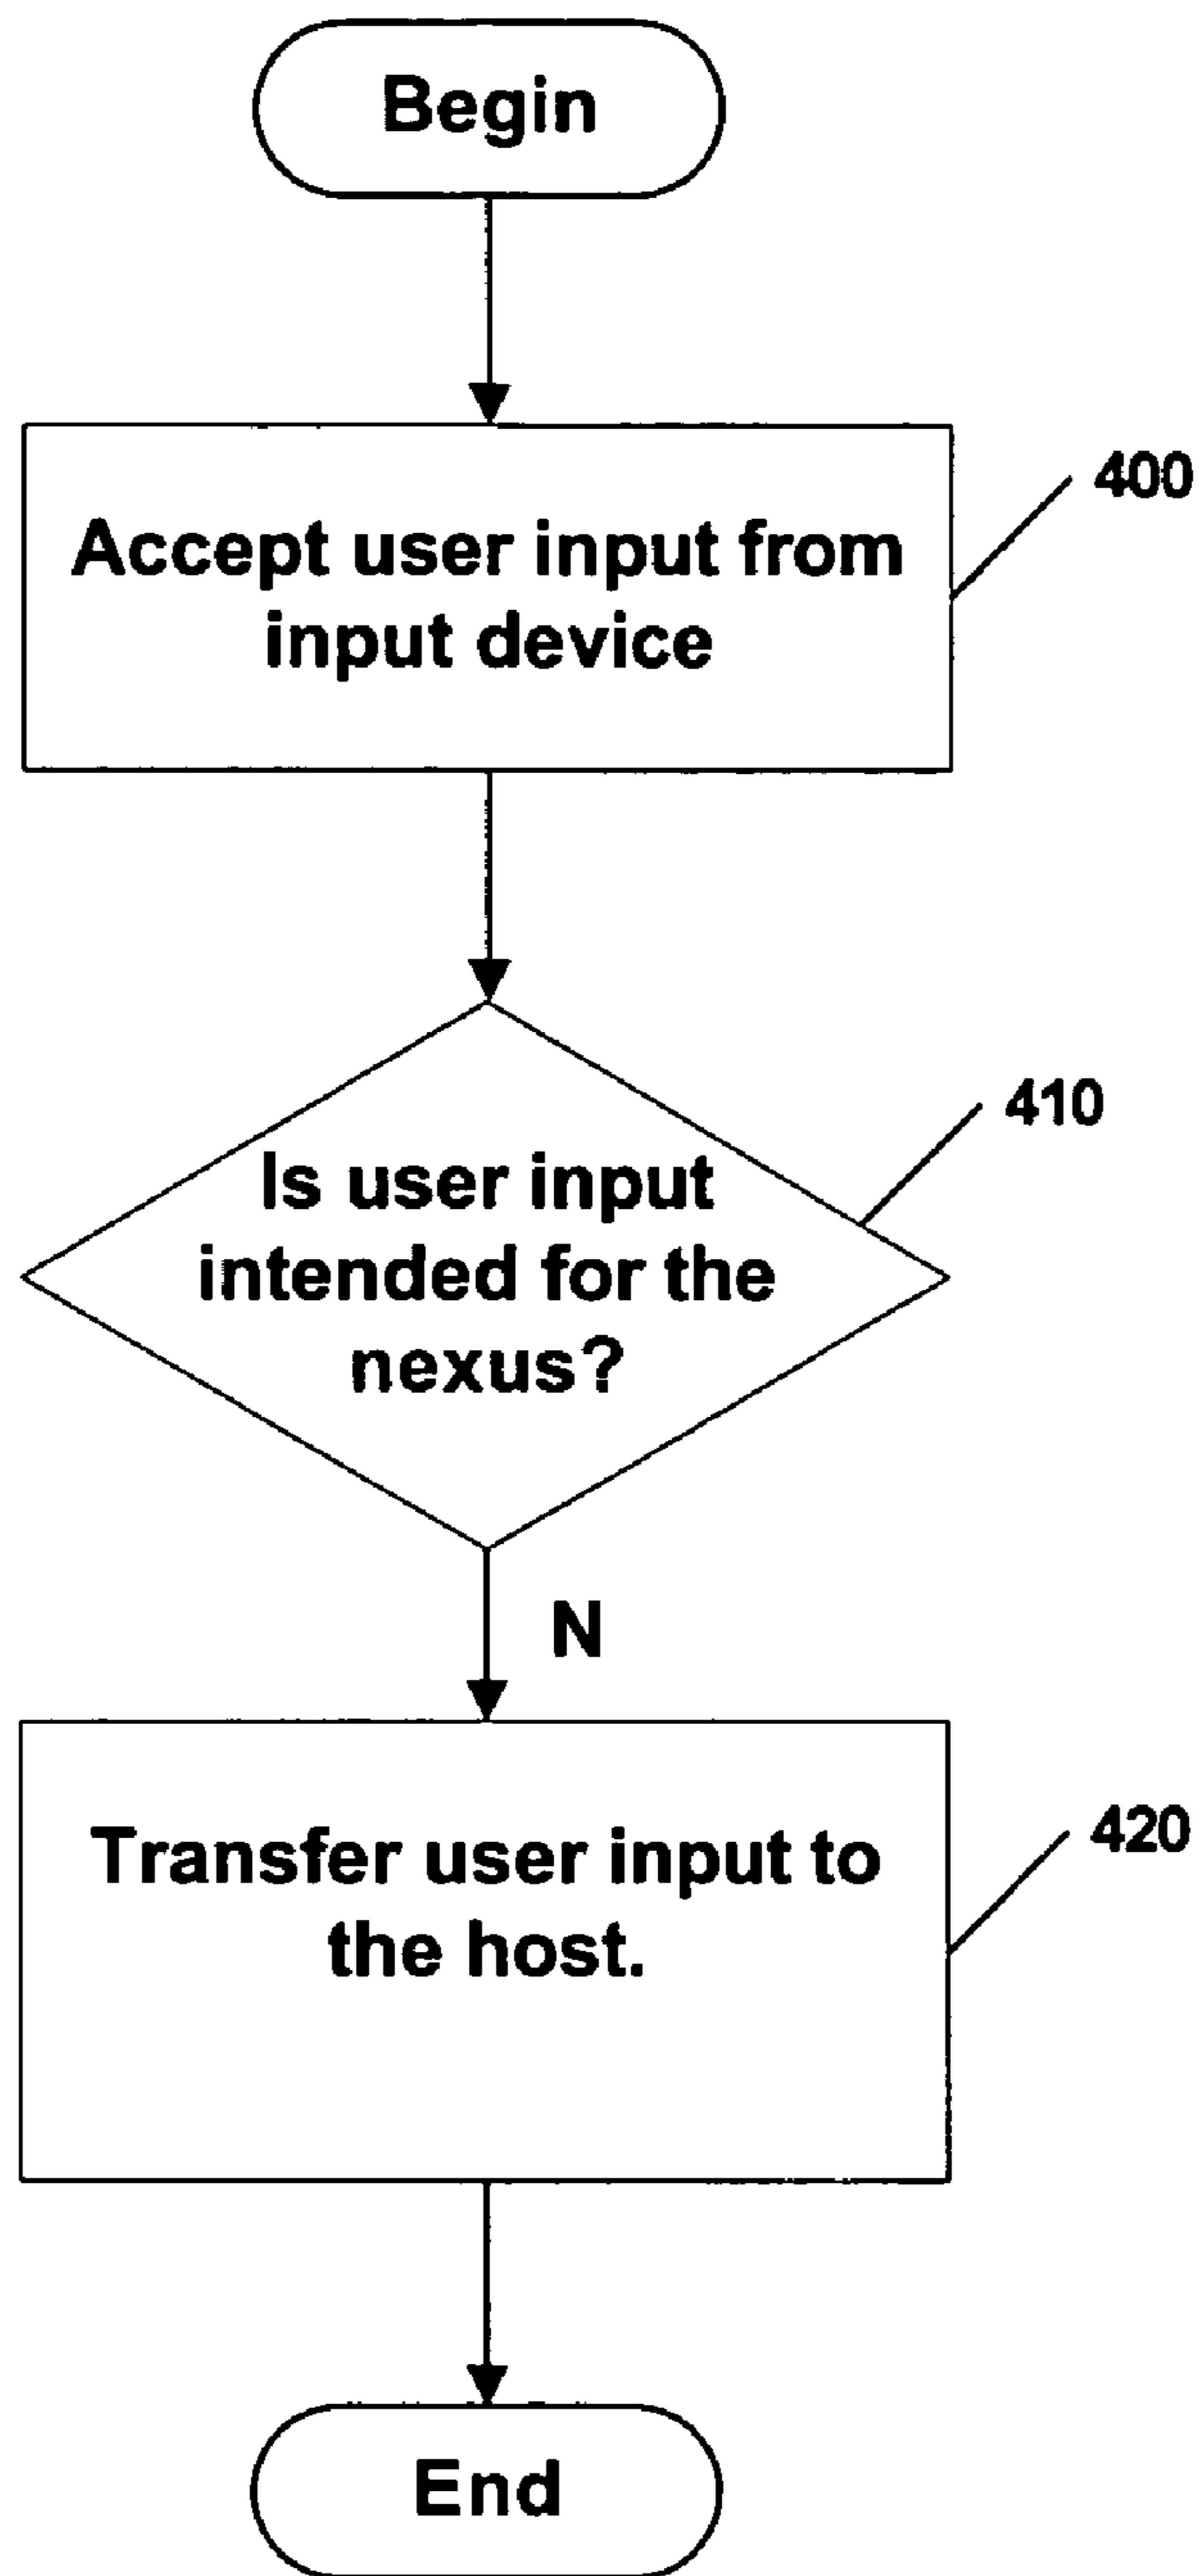 Begin
400
Accept user input from
input device
410
Is user input
intended for the
nexus?
N
420
Transfer user input to
the host.
End